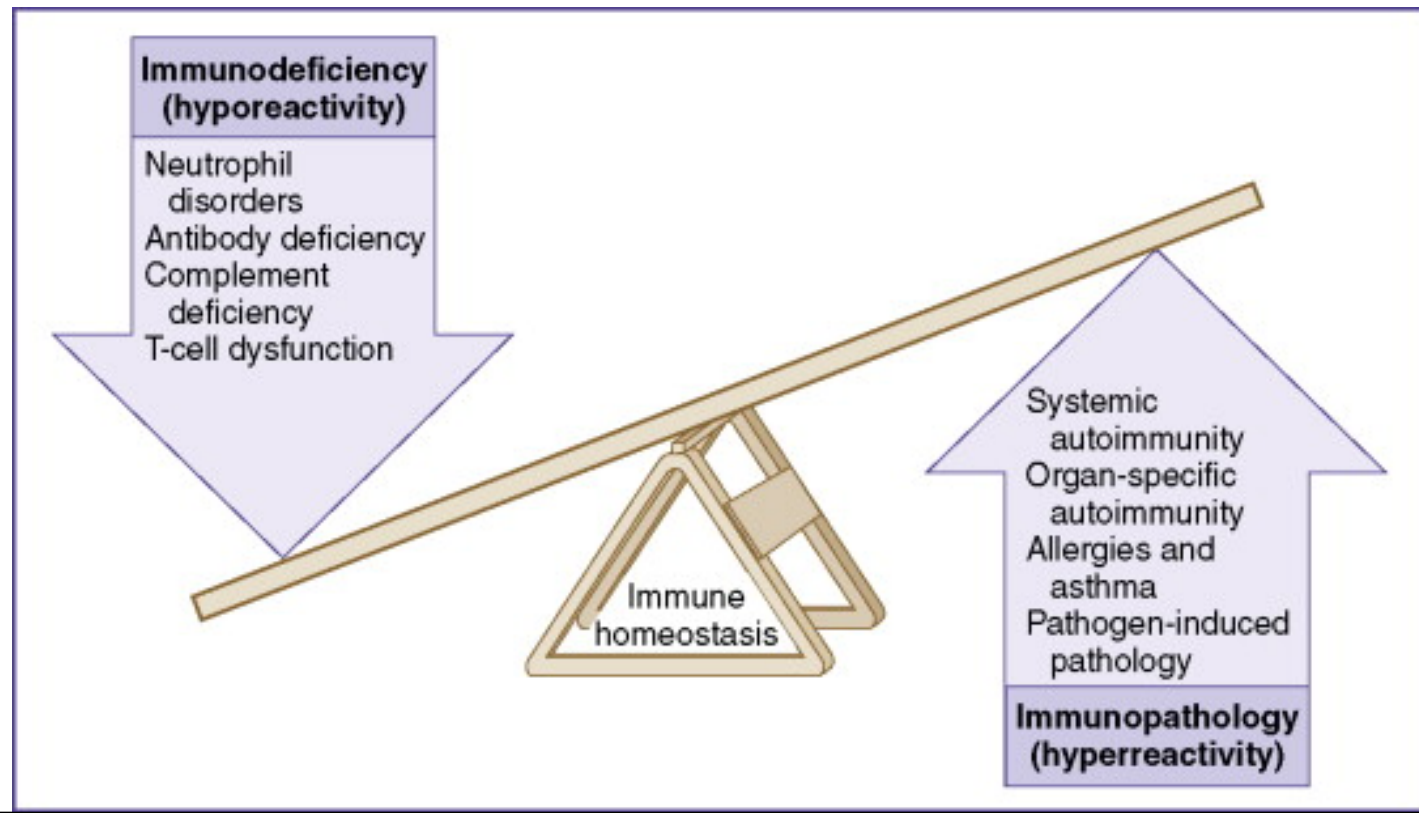 Immunodeficiency
(hyporeactivity)
Neutrophil
disorders
Antibody deficiency
Complement
deficiency
T-cell dysfunction
Immune
homeostasis
Systemic
autoimmunity
Organ-specific
autoimmunity
Allergies and
asthma
Pathogen-induced
pathology
Immunopathology
(hyperreactivity)